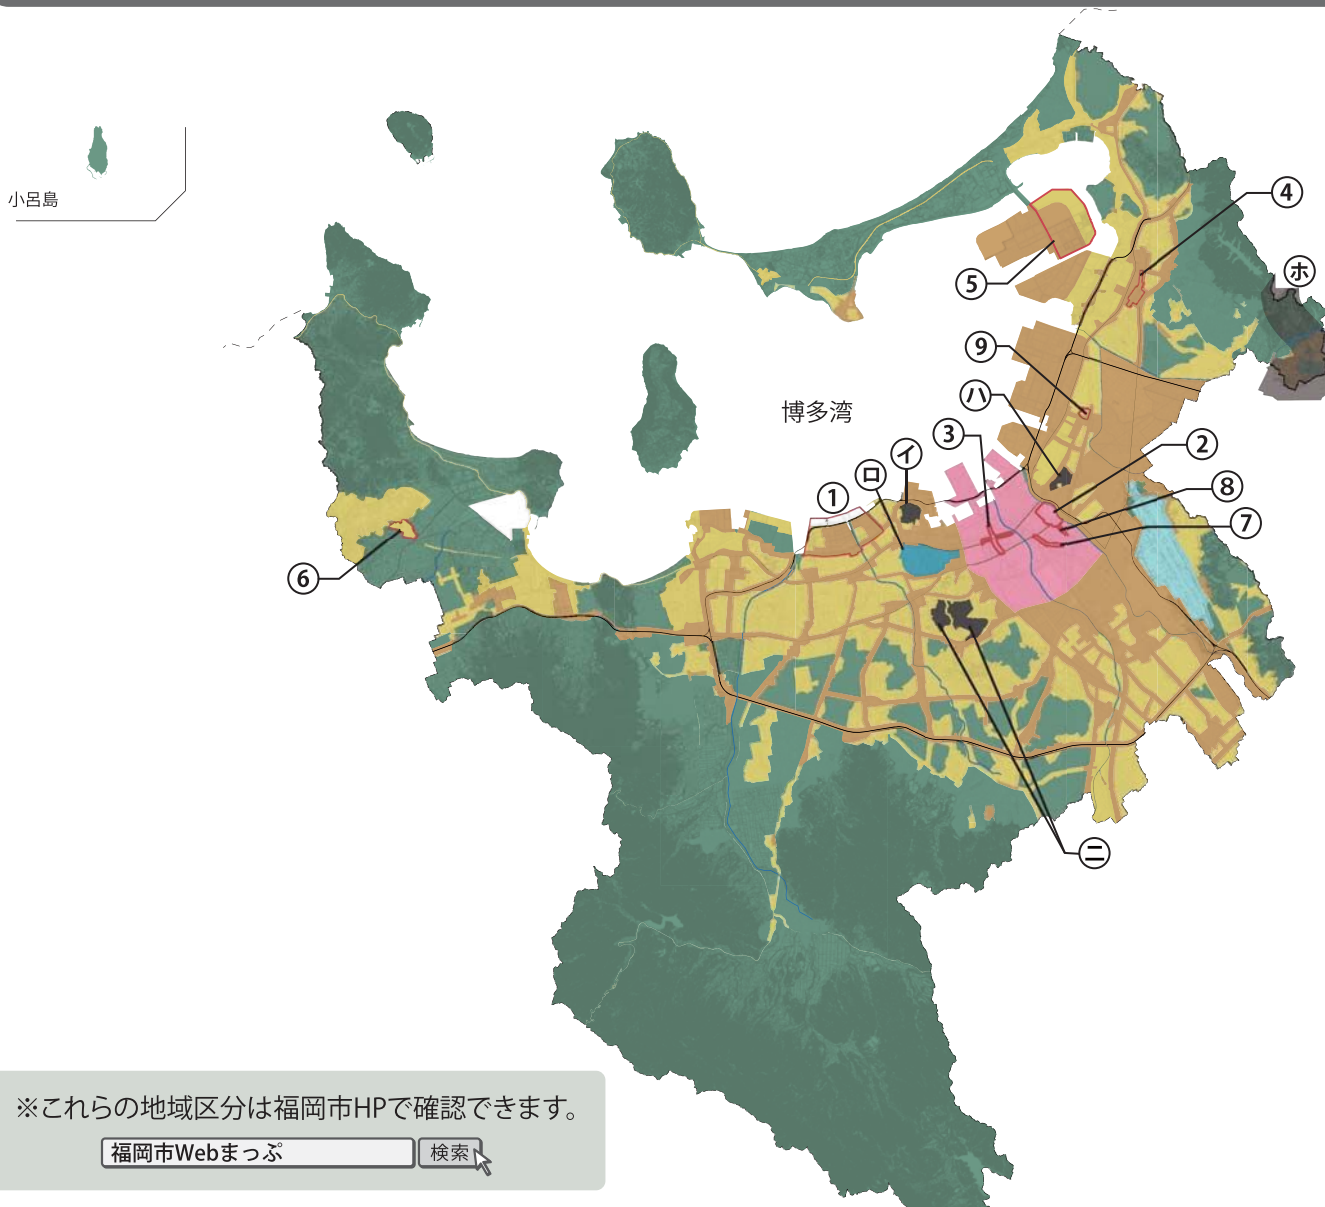 小呂島
④
ホ
⑤
⑨
ハ
博多湾
③
②
イ
ロ
①
⑧
⑦
⑥
ニ
※これらの地域区分は福岡市HPで確認できます。
福岡市Webまっぷ 検索